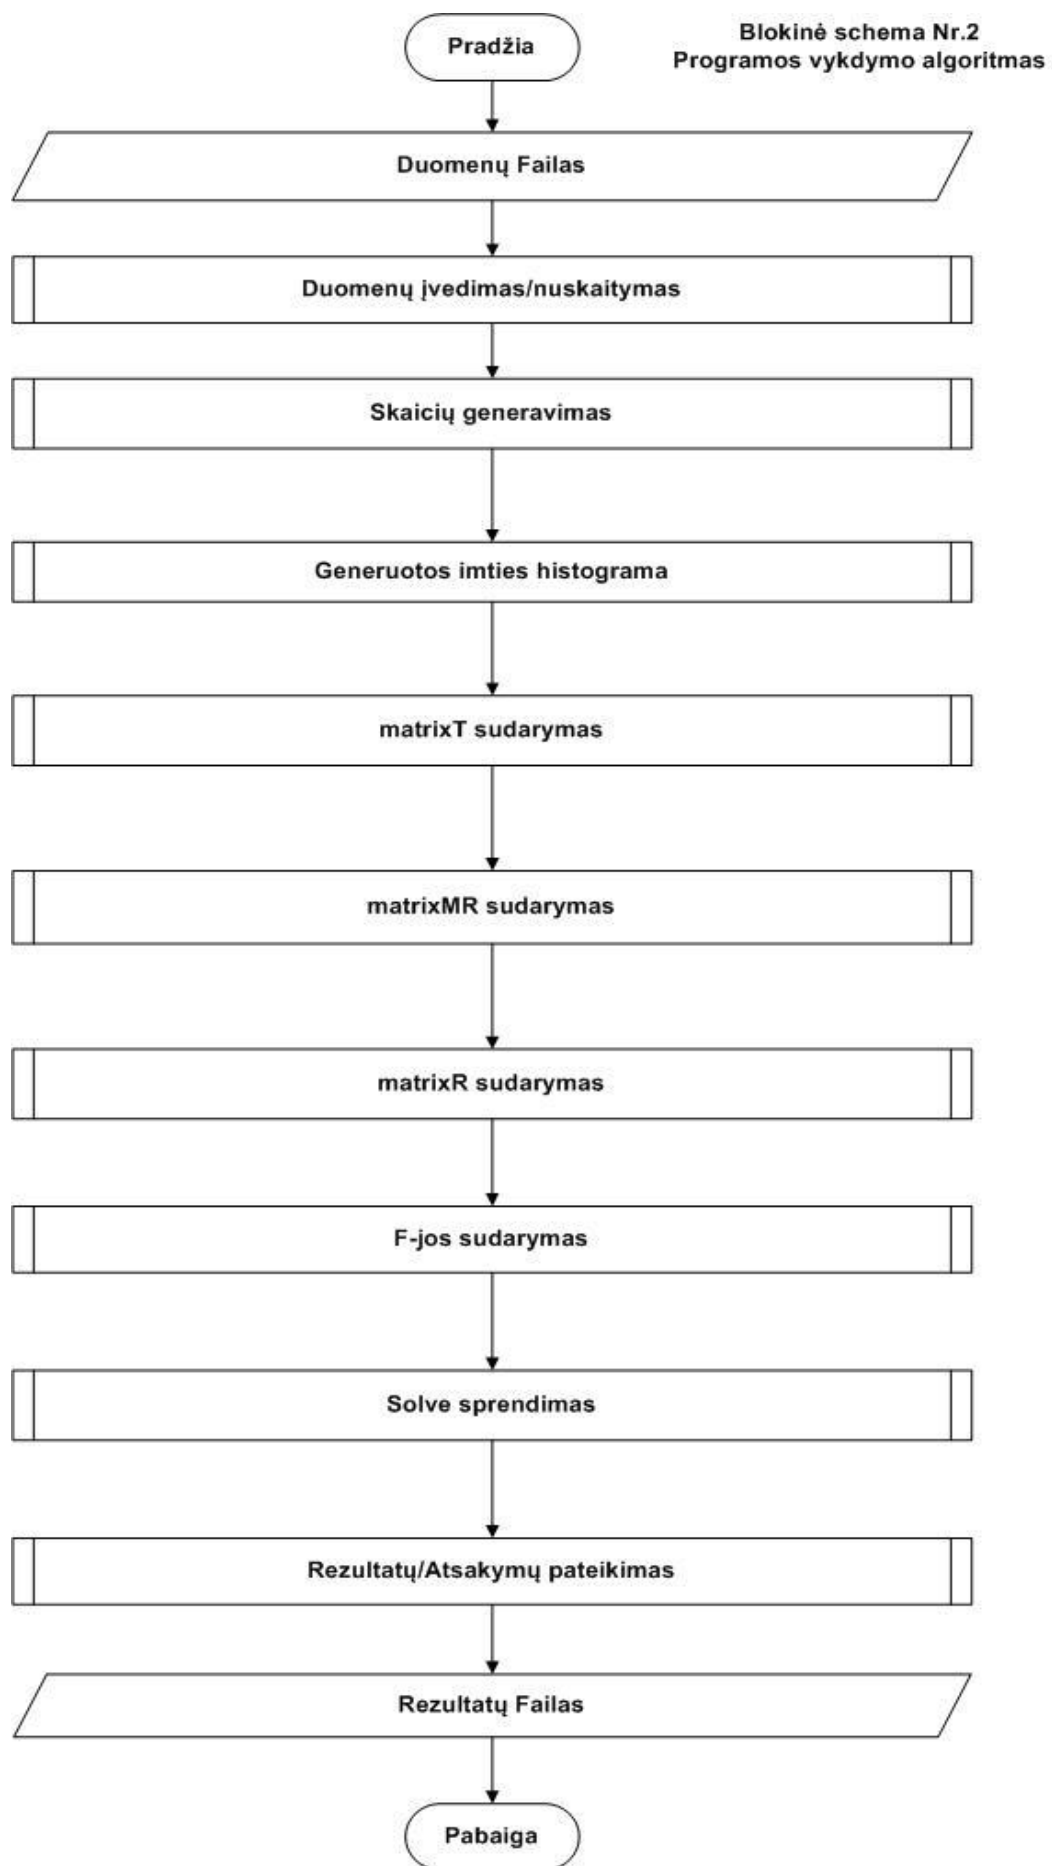 Pradžia
Blokinė schema Nr.2
Programos vykdymo algoritmas
Duomenų Failas
Duomenų įvedimas/nuskaitymas
Skaicių generavimas
Generuotos imties histograma
matrixT sudarymas
matrixMR sudarymas
matrixR sudarymas
F-jos sudarymas
Solve sprendimas
Rezultatų/Atsakymų pateikimas
Rezultatų Failas
Pabaiga